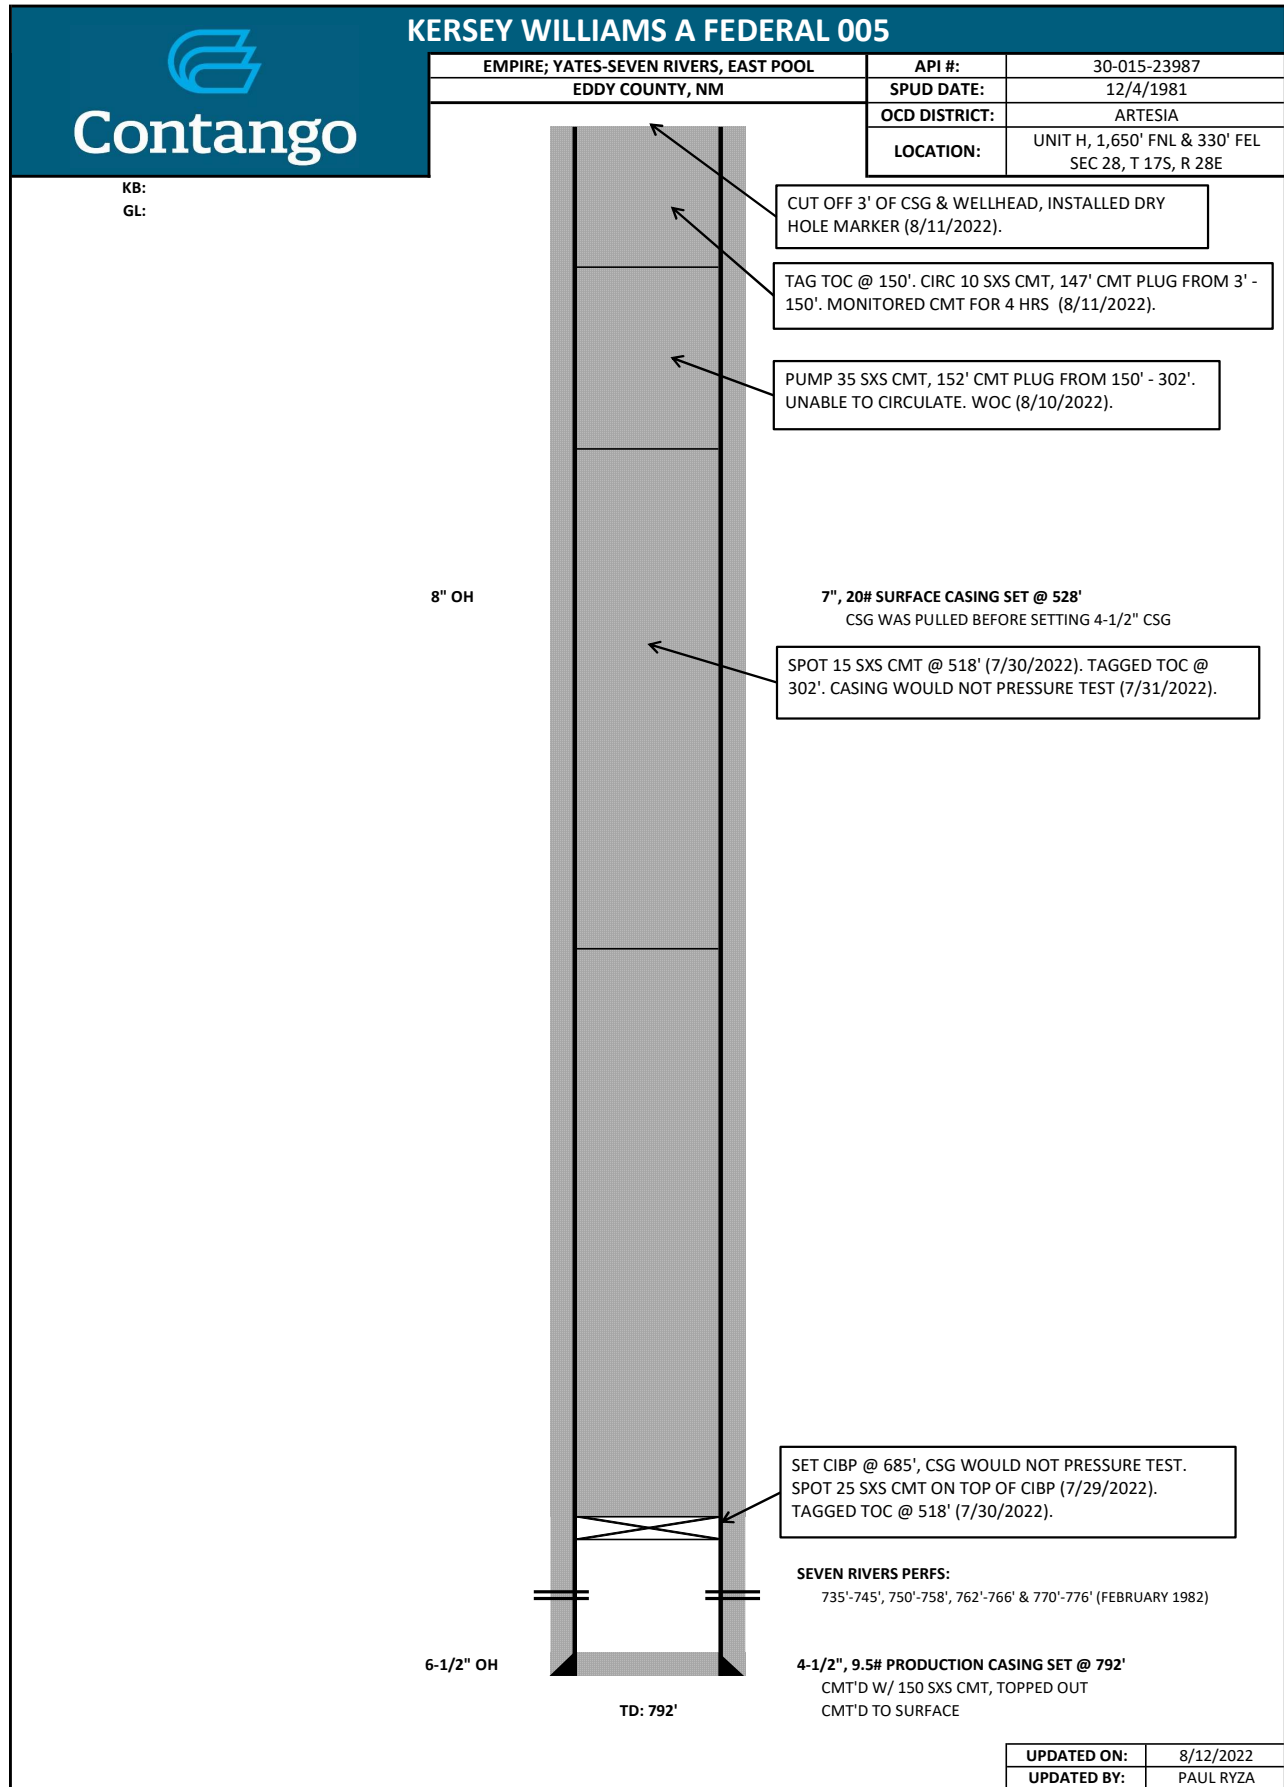 KERSEY WILLIAMS A FEDERAL 005
Contango
EMPIRE; YATES-SEVEN RIVERS, EAST POOL
EDDY COUNTY, NM
API #: 30-015-23987
SPUD DATE: 12/4/1981
OCD DISTRICT: ARTESIA
LOCATION: UNIT H, 1,650' FNL & 330' FEL
SEC 28, T 17S, R 28E
KB:
GL:
CUT OFF 3' OF CSG & WELLHEAD, INSTALLED DRY
HOLE MARKER (8/11/2022).
TAG TOC @ 150'. CIRC 10 SXS CMT, 147' CMT PLUG FROM 3' -
150'. MONITORED CMT FOR 4 HRS (8/11/2022).
PUMP 35 SXS CMT, 152' CMT PLUG FROM 150' - 302'.
UNABLE TO CIRCULATE. WOC (8/10/2022).
8" OH
7", 20# SURFACE CASING SET @ 528'
CSG WAS PULLED BEFORE SETTING 4-1/2" CSG
SPOT 15 SXS CMT @ 518' (7/30/2022). TAGGED TOC @
302'. CASING WOULD NOT PRESSURE TEST (7/31/2022).
SET CIBP @ 685', CSG WOULD NOT PRESSURE TEST.
SPOT 25 SXS CMT ON TOP OF CIBP (7/29/2022).
TAGGED TOC @ 518' (7/30/2022).
SEVEN RIVERS PERFS:
735'-745', 750'-758', 762'-766' & 770'-776' (FEBRUARY 1982)
6-1/2" OH
4-1/2", 9.5# PRODUCTION CASING SET @ 792'
CMT'D W/ 150 SXS CMT, TOPPED OUT
CMT'D TO SURFACE
TD: 792'
UPDATED ON: 8/12/2022
UPDATED BY: PAUL RYZA